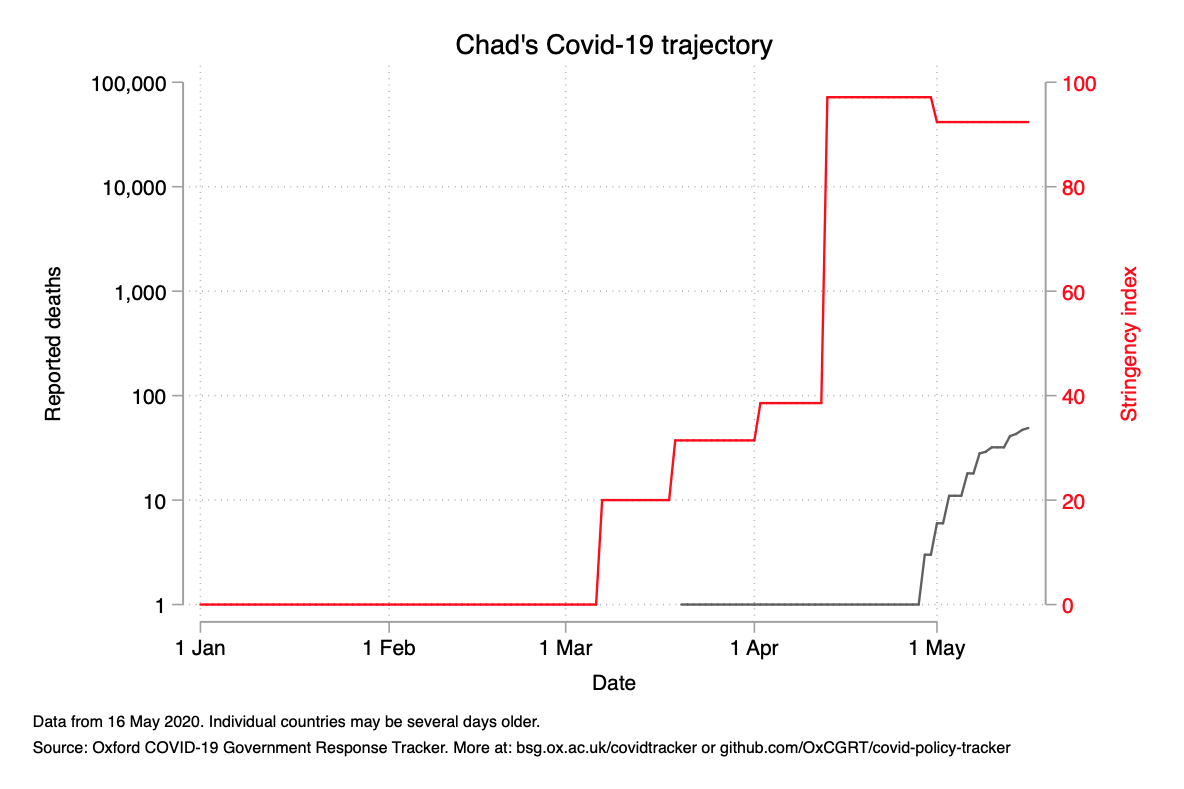 Chad's Covid-19 trajectory
100,000
10,000
1,000
100
10
1
Reported deaths
100
80
60
40
20
0
Stringency index
1 Jan
1 Feb
1 Mar
1 Apr
1 May
Date
Data from 16 May 2020. Individual countries may be several days older.
Source: Oxford COVID-19 Government Response Tracker. More at: bsg.ox.ac.uk/covidtracker or github.com/OxCGRT/covid-policy-tracker